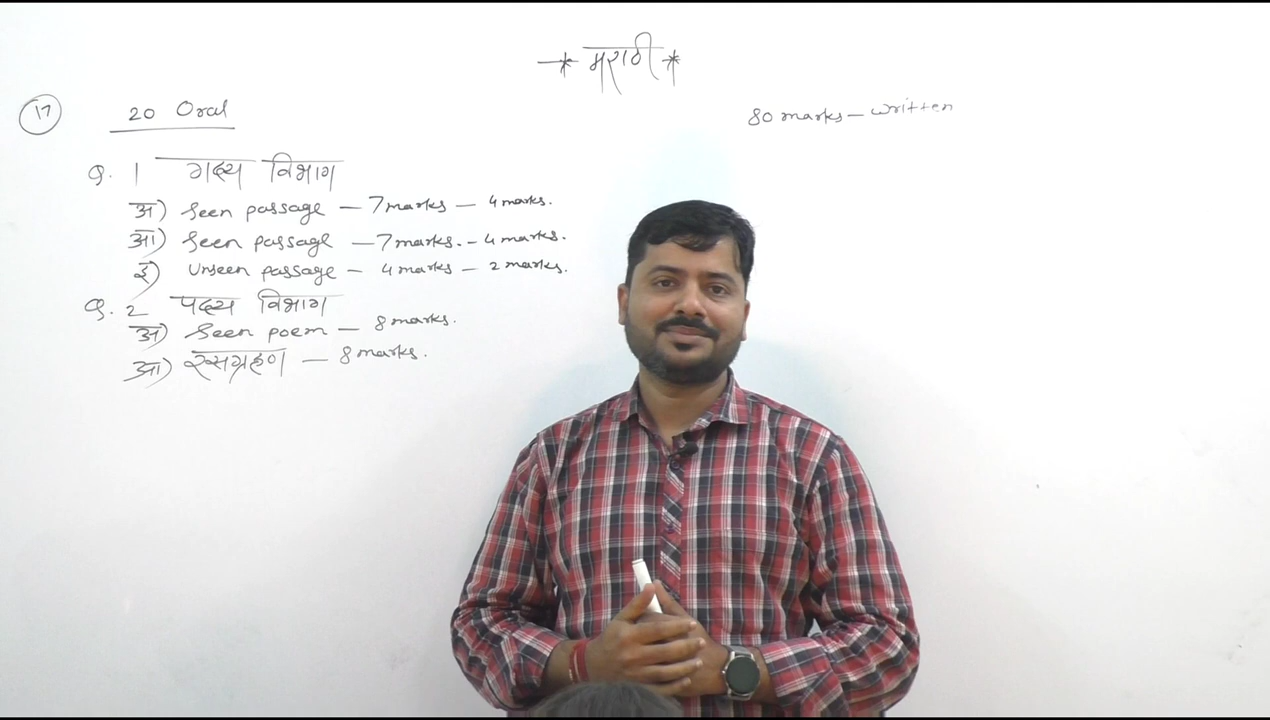 * मराठी *
17
20 Oral
80 marks – written
Q. 1 गद्य विभाग
अ) Seen passage – 7 marks – 4 marks.
आ) Seen passage – 7 marks. – 4 marks.
इ) Unseen passage – 4 marks – 2 marks.
Q. 2 पद्य विभाग
अ) Seen poem – 8 marks.
आ) रसग्रहण – 8 marks.